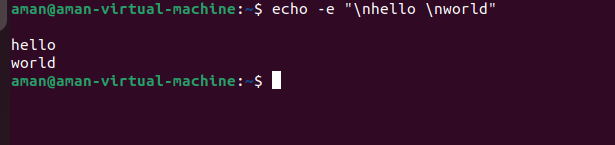 aman@aman-virtual-machine:~$ echo -e "\nhello \nworld"

hello
world
aman@aman-virtual-machine:~$